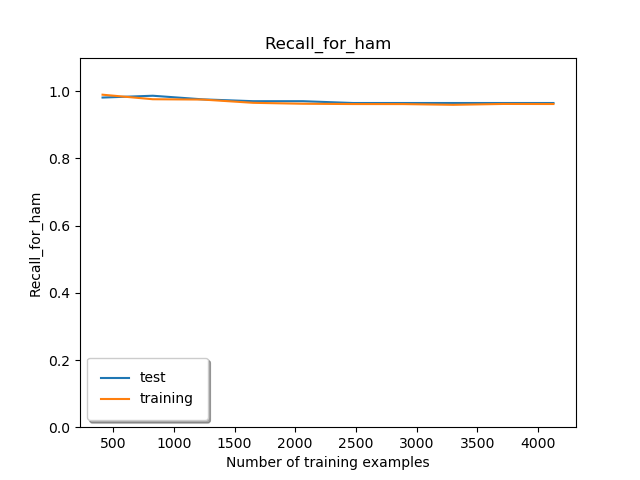 Recall_for_ham
Recall_for_ham
1.0
0.8
0.6
0.4
0.2
0.0
test
training
500 1000 1500 2000 2500 3000 3500 4000
Number of training examples